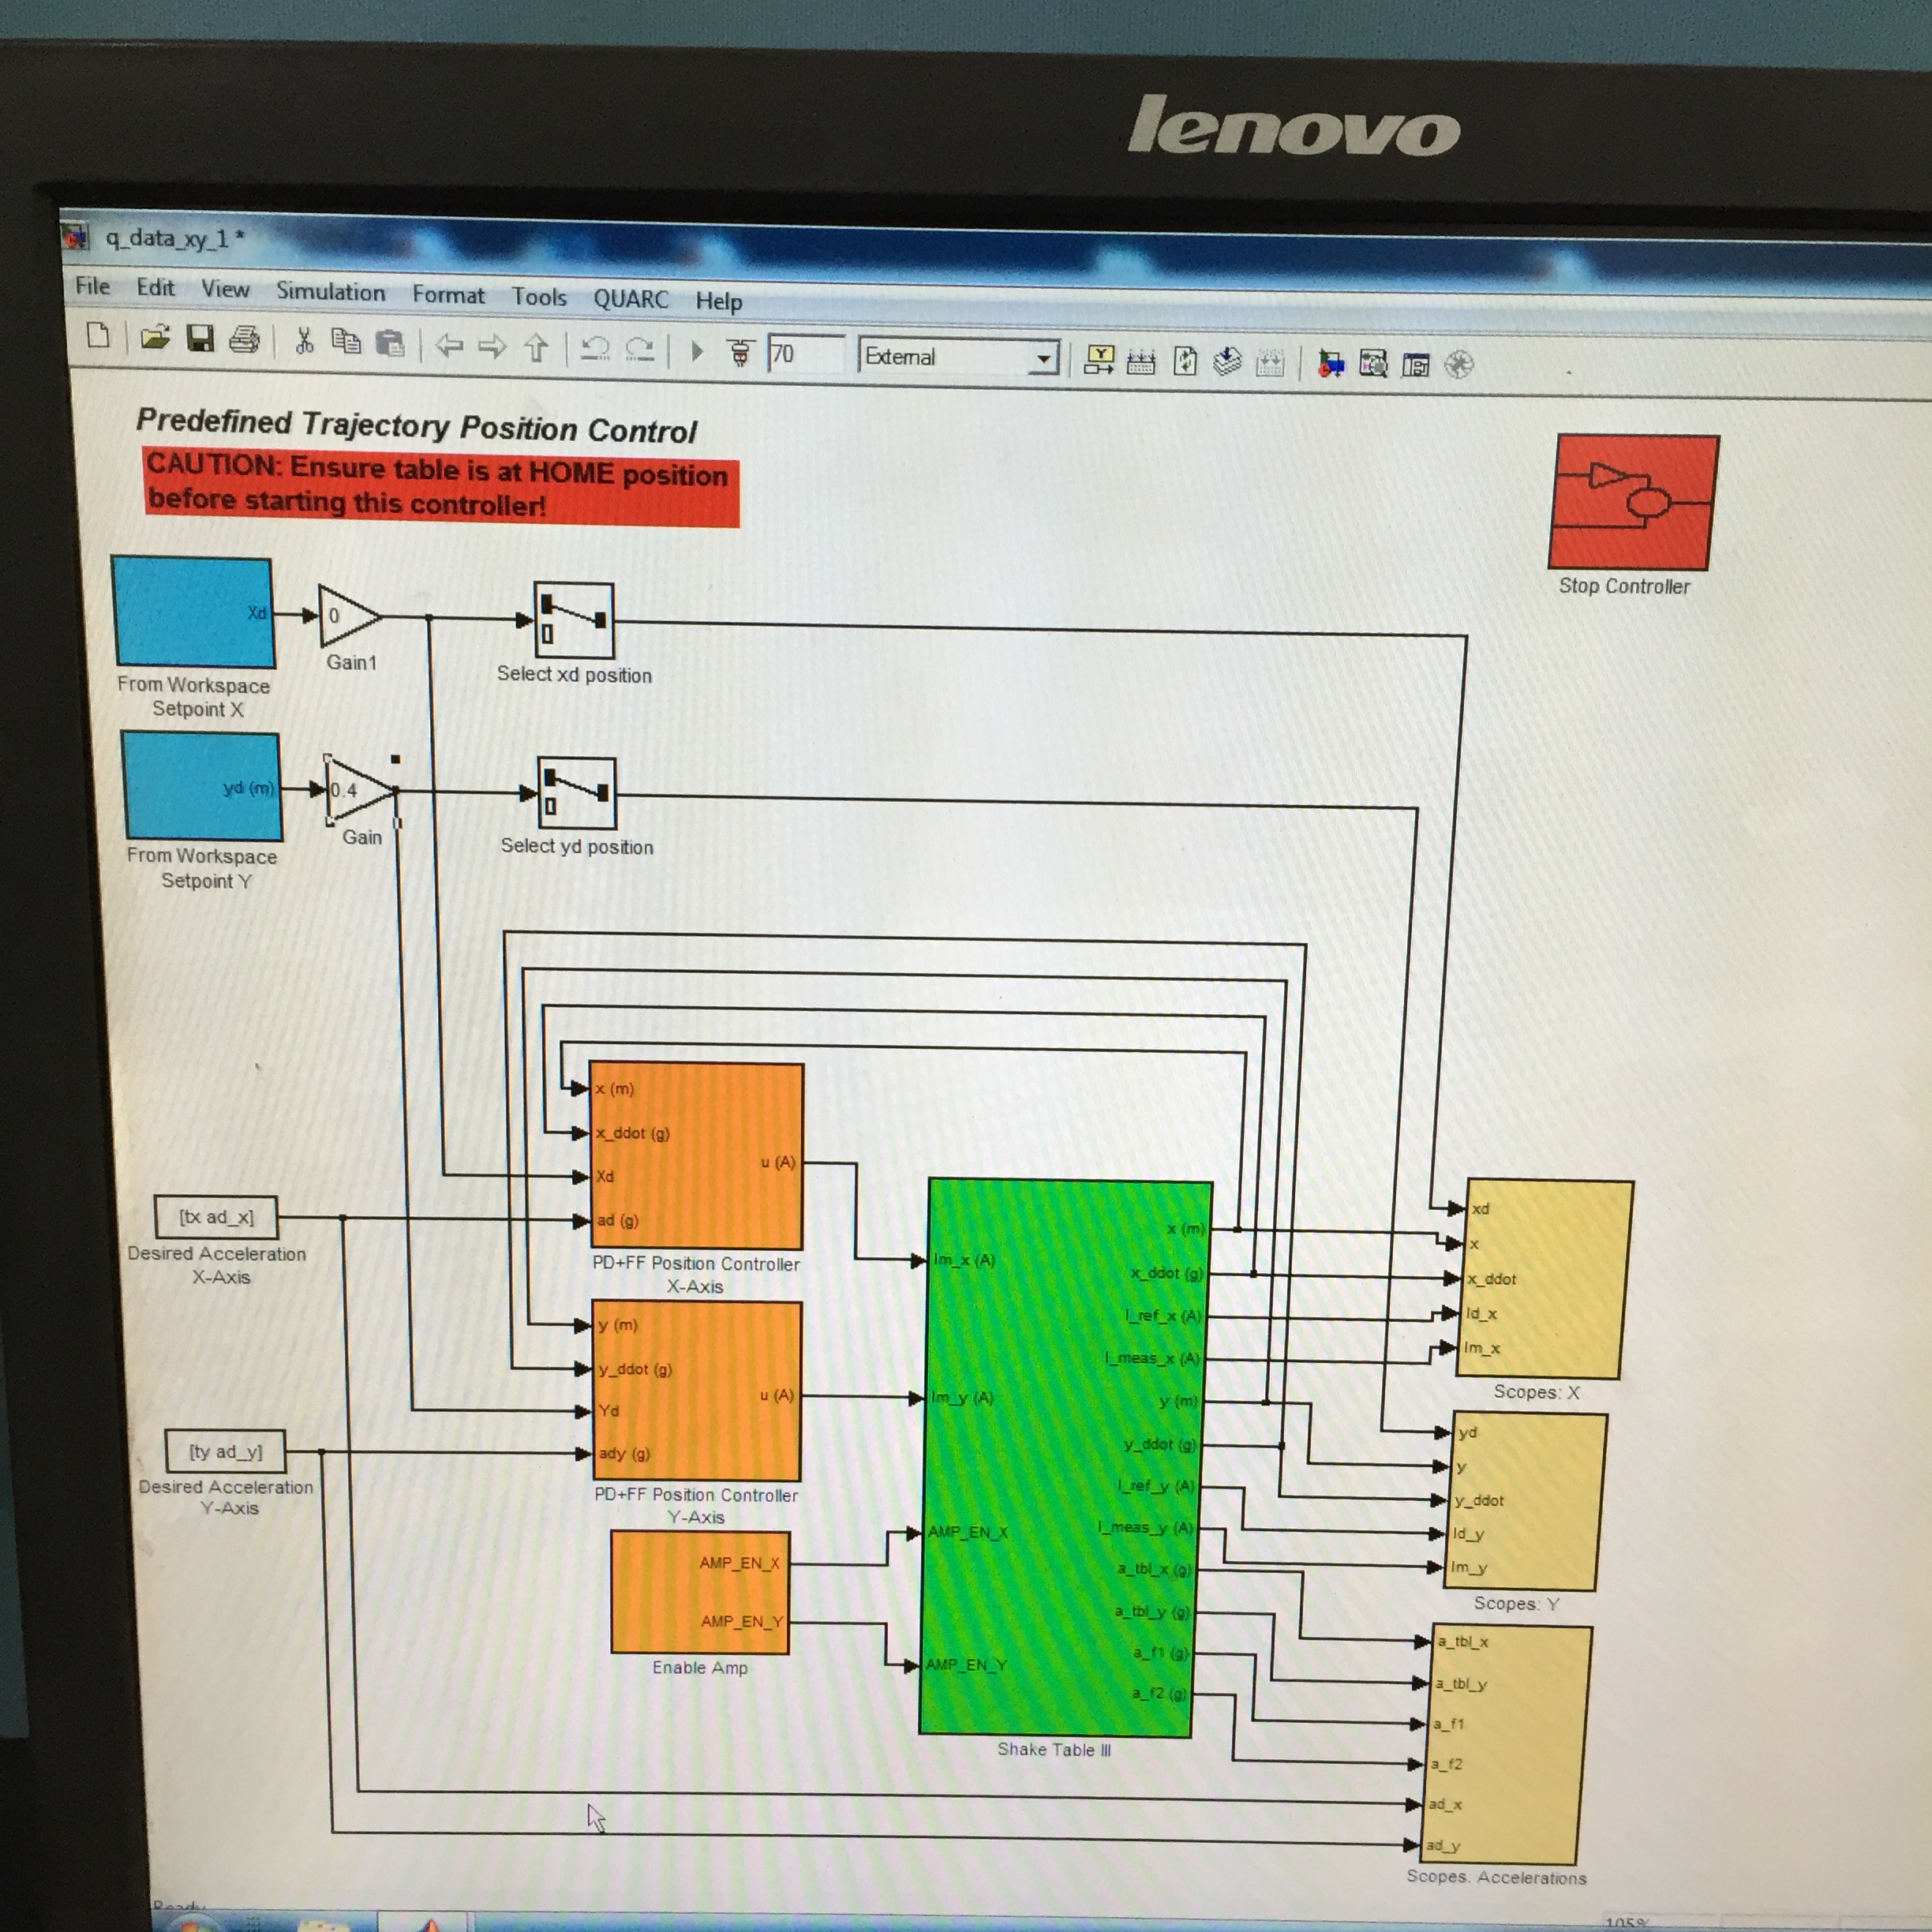 lenovo
q_data_xy_1 *
File Edit View Simulation Format Tools QUARC Help
70
External
Predefined Trajectory Position Control
CAUTION: Ensure table is at HOME position
before starting this controller!
Stop Controller
Xd
0
Gain1
From Workspace
Setpoint X
Select xd position
yd (m)
0.4
Gain
From Workspace
Setpoint Y
Select yd position
x (m)
x_ddot (g)
Xd
ad (g)
u (A)
PD+FF Position Controller
X-Axis
[tx ad_x]
Desired Acceleration
X-Axis
y (m)
y_ddot (g)
Yd
ady (g)
u (A)
PD+FF Position Controller
Y-Axis
[ty ad_y]
Desired Acceleration
Y-Axis
AMP_EN_X
AMP_EN_Y
Enable Amp
Im_x (A)
Im_y (A)
AMP_EN_X
AMP_EN_Y
x (m)
x_ddot (g)
I_ref_x (A)
I_meas_x (A)
y (m)
y_ddot (g)
I_ref_y (A)
I_meas_y (A)
a_tbl_x (g)
a_tbl_y (g)
a_f1 (g)
a_f2 (g)
Shake Table III
xd
x
x_ddot
Id_x
Im_x
Scopes: X
yd
y
y_ddot
Id_y
Im_y
Scopes: Y
a_tbl_x
a_tbl_y
a_f1
a_f2
ad_x
ad_y
Scopes: Accelerations
Ready
105%